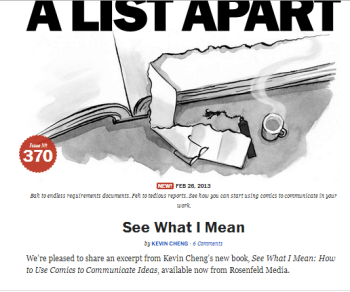 A LIST APART
Issue №
370
NEW! FEB 26, 2013
Bah to endless requirements documents. Feh to tedious reports. See how you can start using comics to communicate in your
work.
See What I Mean
by KEVIN CHENG · 6 Comments
We're pleased to share an excerpt from Kevin Cheng's new book, See What I Mean: How
to Use Comics to Communicate Ideas, available now from Rosenfeld Media.